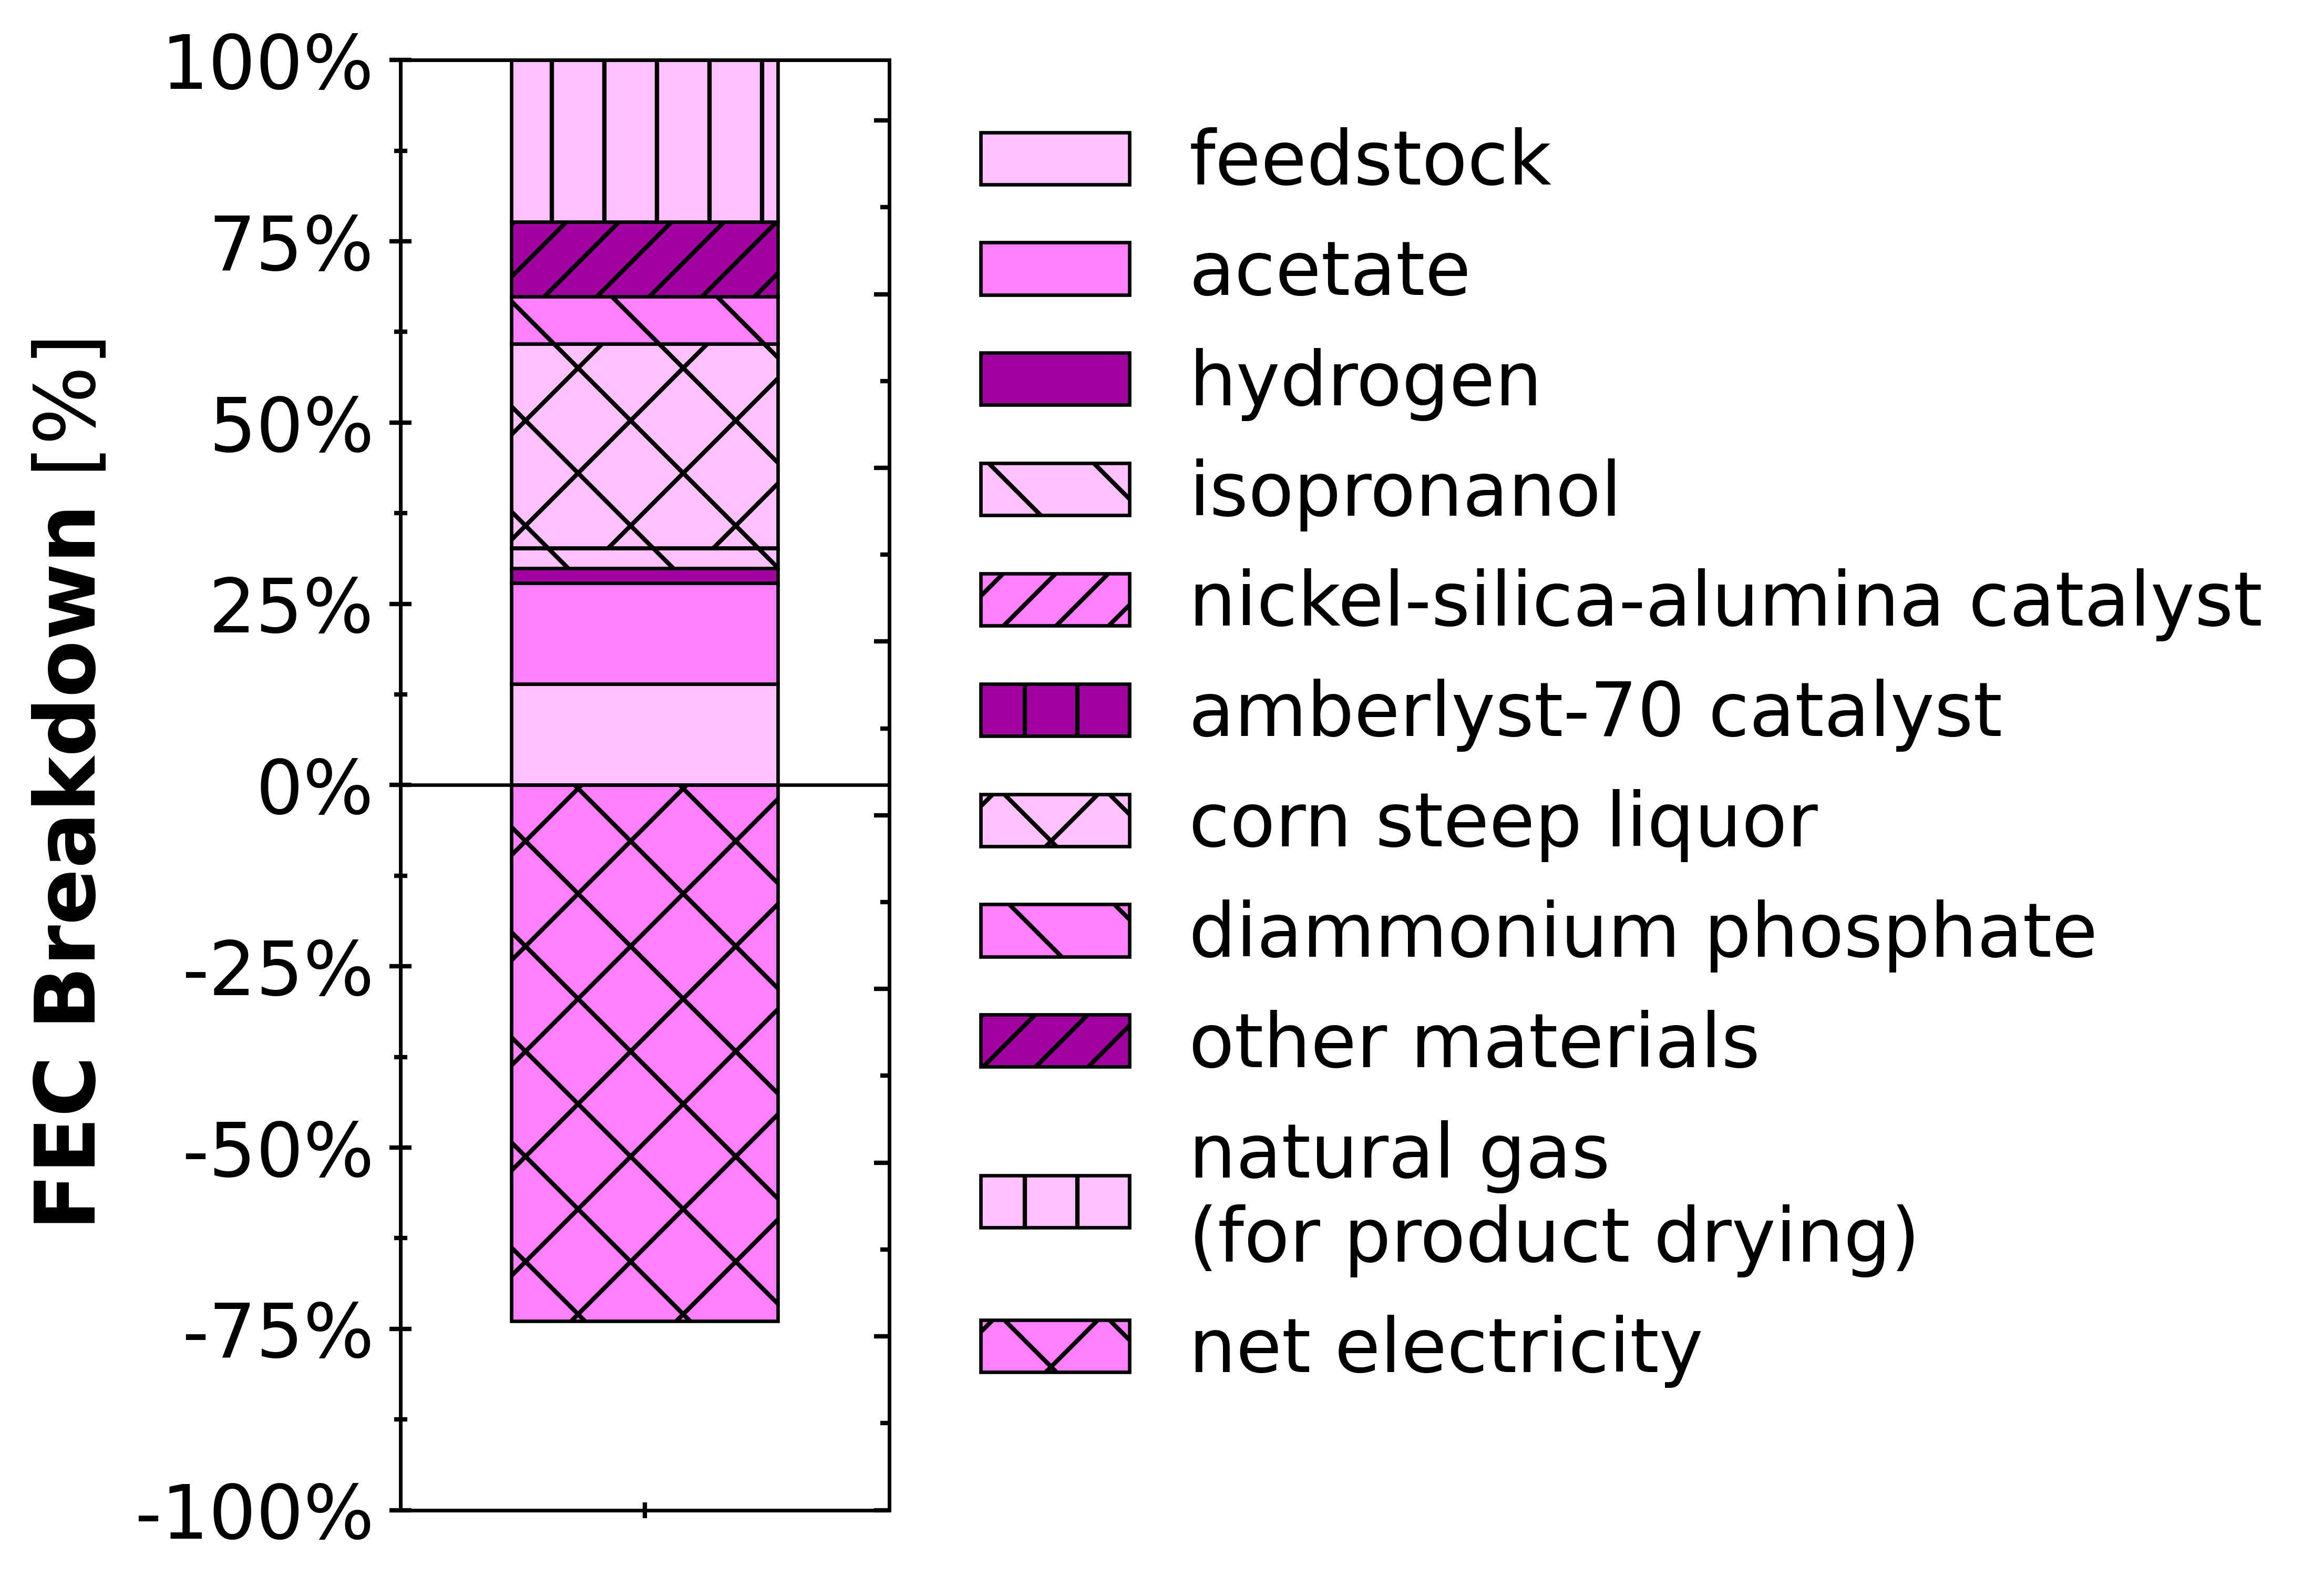 FEC Breakdown [%]
100%
75%
50%
25%
0%
-25%
-50%
-75%
-100%
feedstock
acetate
hydrogen
isopronanol
nickel-silica-alumina catalyst
amberlyst-70 catalyst
corn steep liquor
diammonium phosphate
other materials
natural gas
(for product drying)
net electricity